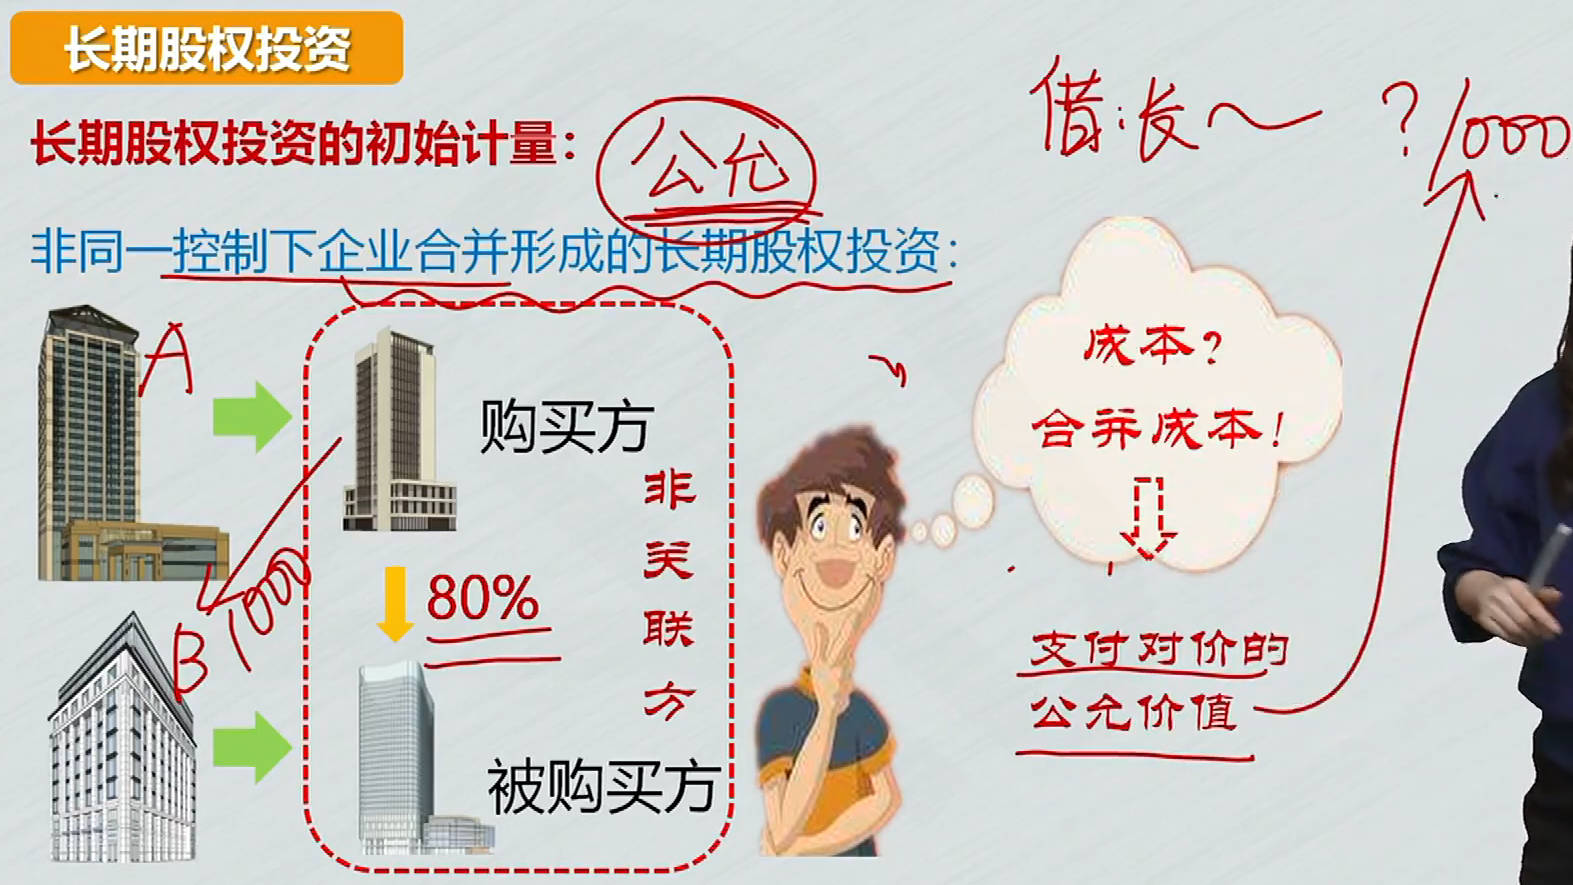 长期股权投资
长期股权投资的初始计量：
公允
借:长～ ?/1000
非同一控制下企业合并形成的长期股权投资：
A
成本?
合并成本!
购买方
非关联方
80%
B 1000
支付对价的
公允价值
被购买方